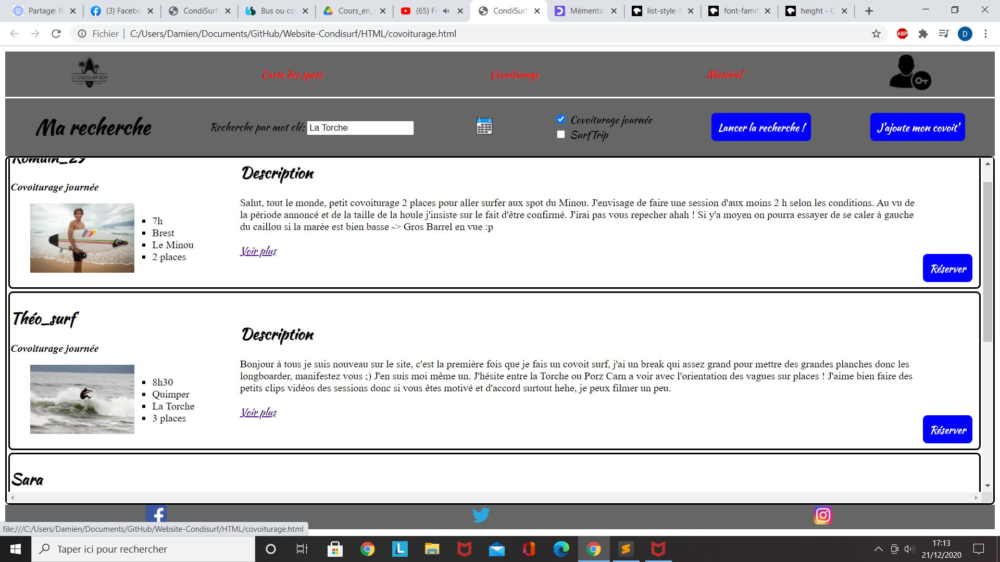 Partage: R
(3) Facebo
CondiSurf
Bus ou co
Cours_en_
(65) Fu
CondiSurf
Mémento
list-style-t
font-famil
height - C
Fichier | C:/Users/Damien/Documents/GitHub/Website-Condisurf/HTML/covoiturage.html
ABP
D
CONDISURF BZH
Carte des spots
Covoiturage
Matériel
Ma recherche
Recherche par mot clé: La Torche
Covoiturage journée
SurfTrip
Lancer la recherche !
J'ajoute mon covoit'
Romain_29
Covoiturage journée
7h
Brest
Le Minou
2 places
Description
Salut, tout le monde, petit covoiturage 2 places pour aller surfer aux spot du Minou. J'envisage de faire une session d'aux moins 2 h selon les conditions. Au vu de
la période annoncé et de la taille de la houle j'insiste sur le fait d'être confirmé. J'irai pas vous repecher ahah ! Si y'a moyen on pourra essayer de se caler à gauche
du caillou si la marée est bien basse -> Gros Barrel en vue :p
Voir plus
Réserver
Théo_surf
Covoiturage journée
8h30
Quimper
La Torche
3 places
Description
Bonjour à tous je suis nouveau sur le site, c'est la première fois que je fais un covoit surf, j'ai un break qui assez grand pour mettre des grandes planches donc les
longboarder, manifestez vous ;) J'en suis moi même un. J'hésite entre la Torche ou Porz Carn a voir avec l'orientation des vagues sur places ! J'aime bien faire des
petits clips vidéos des sessions donc si vous êtes motivé et d'accord surtout hehe, je peux filmer un peu.
Voir plus
Réserver
Sara
file:///C:/Users/Damien/Documents/GitHub/Website-Condisurf/HTML/covoiturage.html
Taper ici pour rechercher
L
17:13
21/12/2020